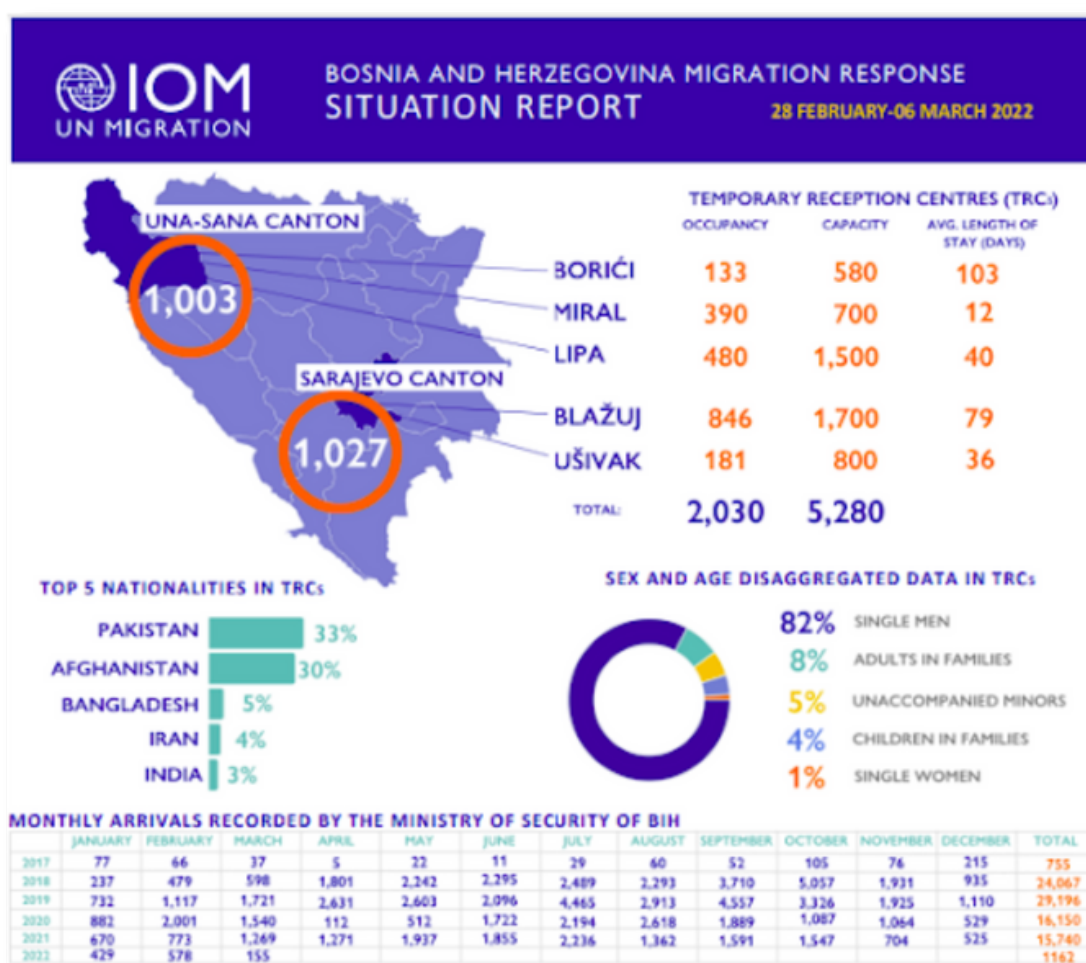 IOM
UN MIGRATION
BOSNIA AND HERZEGOVINA MIGRATION RESPONSE
SITUATION REPORT
28 FEBRUARY-06 MARCH 2022
UNA-SANA CANTON
1,003
SARAJEVO CANTON
1,027
TEMPORARY RECEPTION CENTRES (TRCs)
OCCUPANCY CAPACITY AVG. LENGTH OF
STAY (DAYS)
BORIĆI 133 580 103
MIRAL 390 700 12
LIPA 480 1,500 40
BLAŽUJ 846 1,700 79
UŠIVAK 181 800 36
TOTAL: 2,030 5,280
TOP 5 NATIONALITIES IN TRCs
PAKISTAN 33%
AFGHANISTAN 30%
BANGLADESH 5%
IRAN 4%
INDIA 3%
SEX AND AGE DISAGGREGATED DATA IN TRCs
82% SINGLE MEN
8% ADULTS IN FAMILIES
5% UNACCOMPANIED MINORS
4% CHILDREN IN FAMILIES
1% SINGLE WOMEN
MONTHLY ARRIVALS RECORDED BY THE MINISTRY OF SECURITY OF BIH
JANUARY FEBRUARY MARCH APRIL MAY JUNE JULY AUGUST SEPTEMBER OCTOBER NOVEMBER DECEMBER TOTAL
2017 77 66 37 5 22 11 29 60 52 105 76 215 755
2018 237 479 598 1,801 2,242 2,295 2,489 2,293 3,710 5,057 1,931 935 24,067
2019 732 1,117 1,721 2,631 2,603 2,096 4,465 2,913 4,557 3,326 1,925 1,110 29,196
2020 882 2,001 1,540 112 512 1,722 2,194 2,618 1,889 1,087 1,064 529 16,150
2021 670 773 1,269 1,271 1,937 1,855 2,236 1,362 1,591 1,547 704 525 15,740
2022 429 578 155 1162